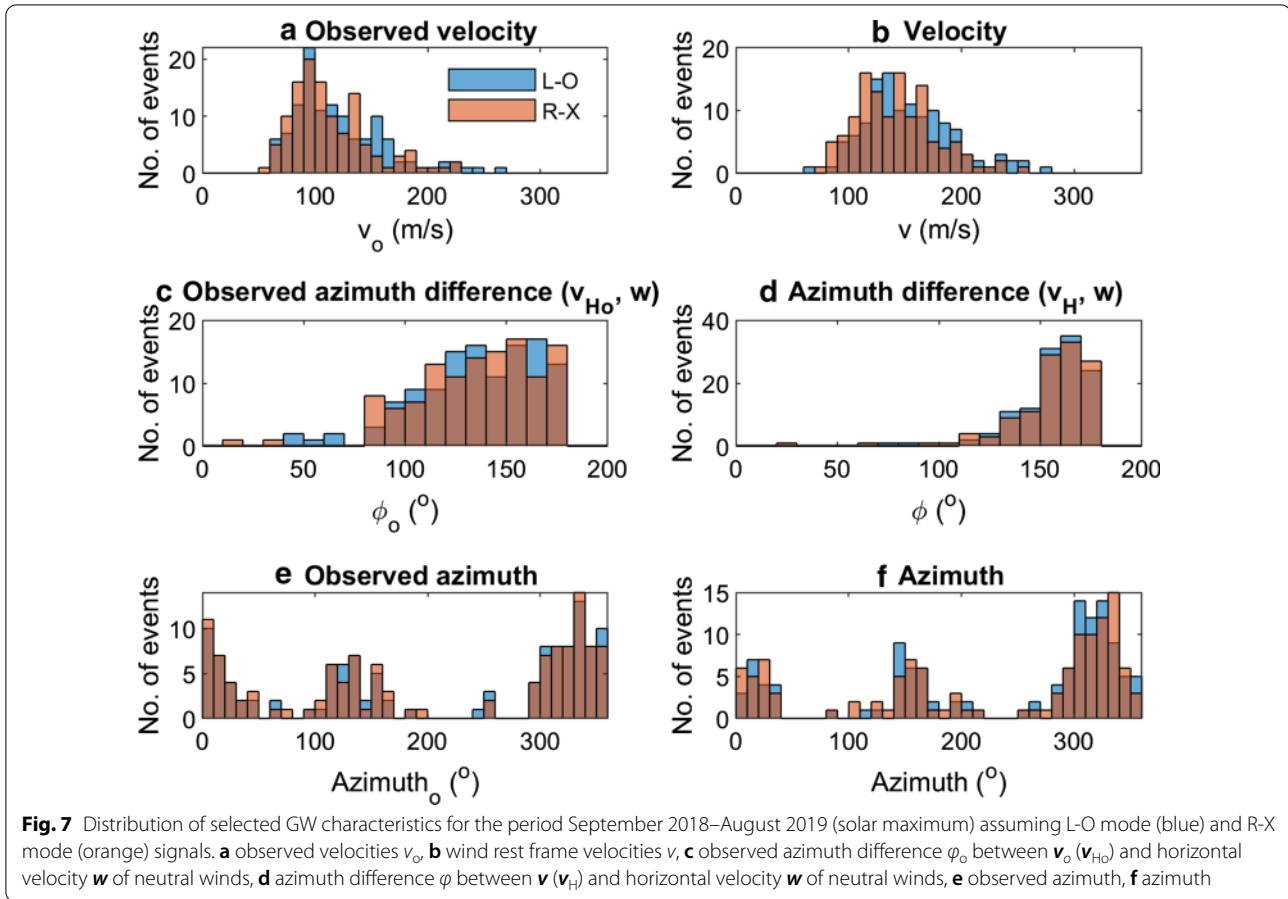 a Observed velocity
No. of events
20
10
0
0 100 200 300
v_o (m/s)
L-O
R-X
b Velocity
No. of events
20
10
0
0 100 200 300
v (m/s)
c Observed azimuth difference (v_Ho, w)
No. of events
20
10
0
0 50 100 150 200
ϕ_o (°)
d Azimuth difference (v_H, w)
No. of events
40
20
0
0 50 100 150 200
ϕ (°)
e Observed azimuth
No. of events
10
5
0
0 100 200 300
Azimuth_o (°)
f Azimuth
No. of events
15
10
5
0
0 100 200 300
Azimuth (°)
Fig. 7 Distribution of selected GW characteristics for the period September 2018–August 2019 (solar maximum) assuming L-O mode (blue) and R-X
mode (orange) signals. a observed velocities v_o, b wind rest frame velocities v, c observed azimuth difference φ_o between v_o (v_Ho) and horizontal
velocity w of neutral winds, d azimuth difference φ between v (v_H) and horizontal velocity w of neutral winds, e observed azimuth, f azimuth